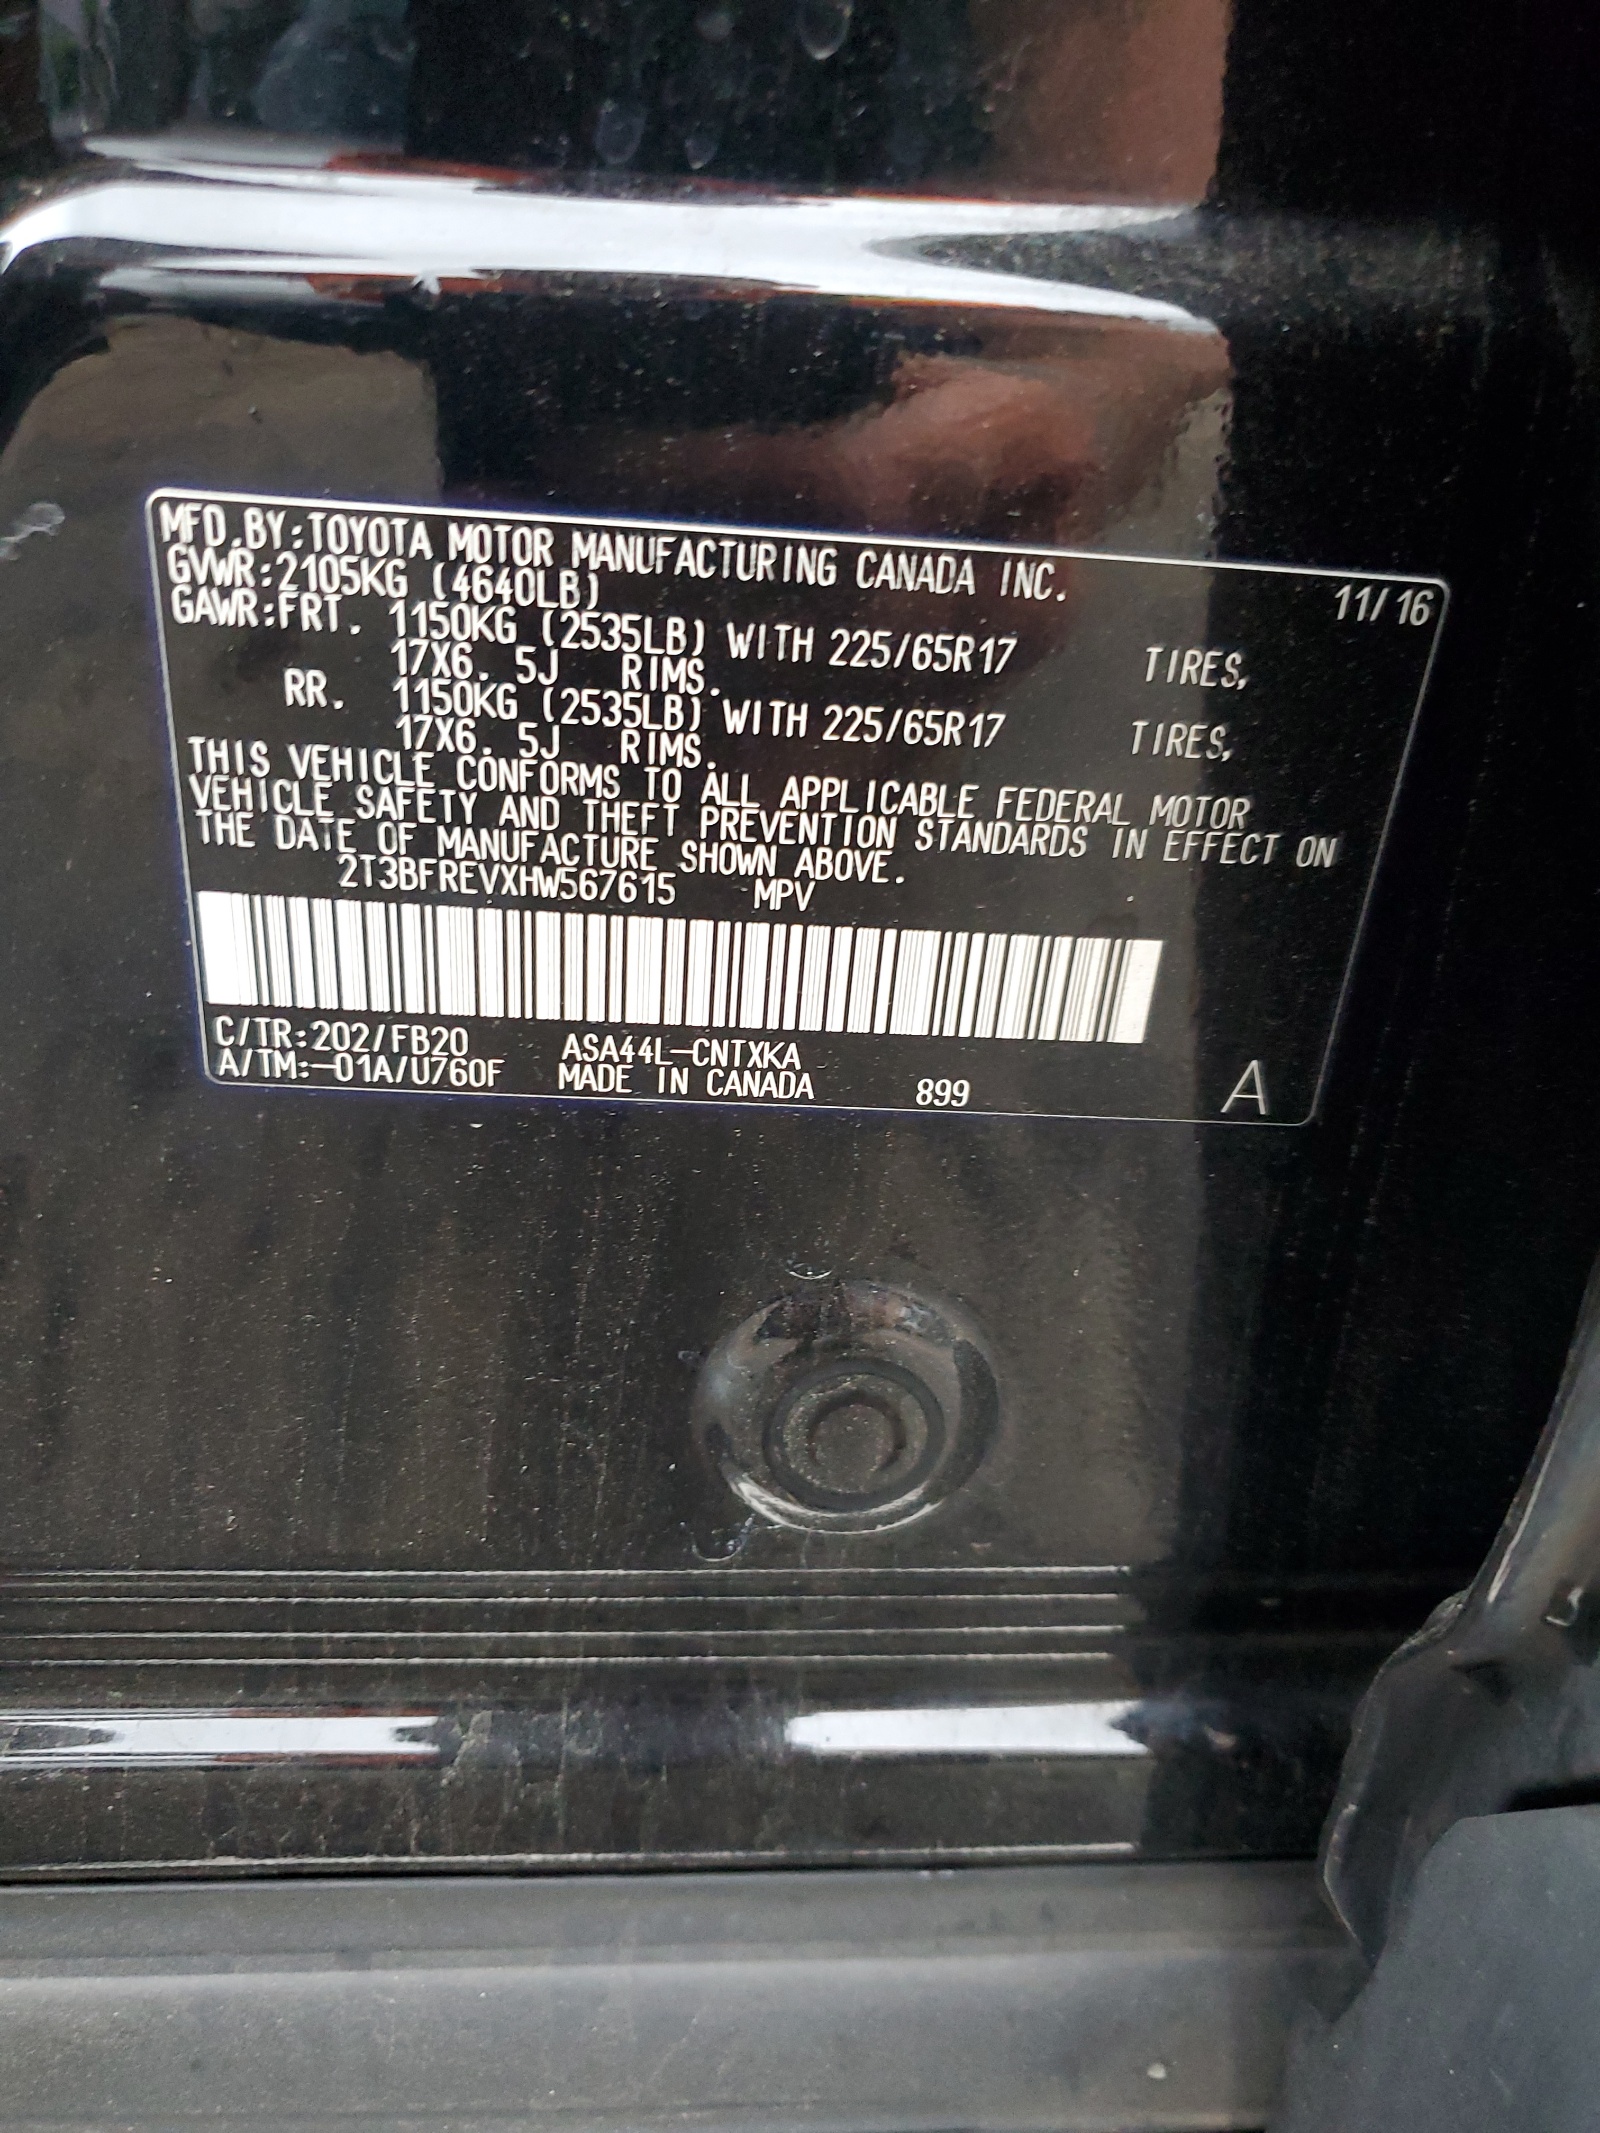 MFD.BY:TOYOTA MOTOR MANUFACTURING CANADA INC. 11/16
GVWR:2105KG (4640LB)
GAWR:FRT. 1150KG (2535LB) WITH 225/65R17 TIRES,
17X6.5J RIMS.
RR. 1150KG (2535LB) WITH 225/65R17 TIRES,
17X6.5J RIMS.
THIS VEHICLE CONFORMS TO ALL APPLICABLE FEDERAL MOTOR
VEHICLE SAFETY AND THEFT PREVENTION STANDARDS IN EFFECT ON
THE DATE OF MANUFACTURE SHOWN ABOVE.
2T3BFREVXHW567615 MPV
C/TR:202/FB20 ASA44L-CNTXKA
A/TM:-01A/U760F MADE IN CANADA 899 A